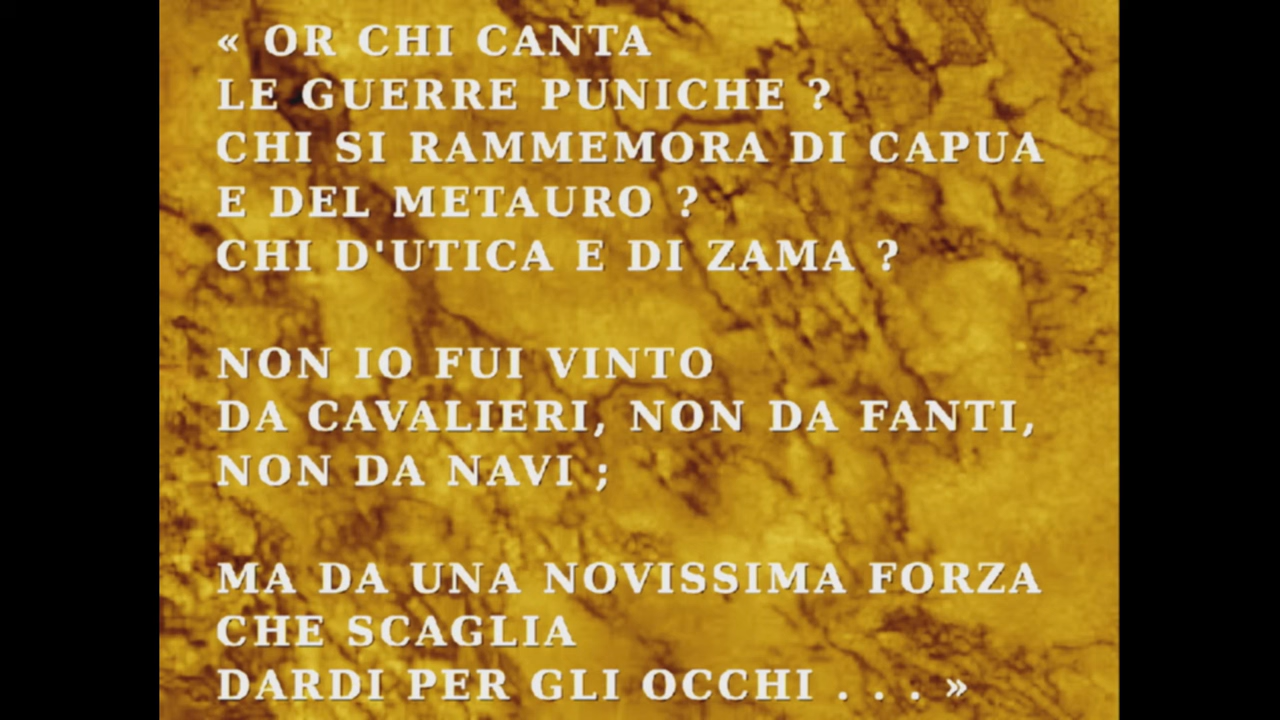 « OR CHI CANTA
LE GUERRE PUNICHE ?
CHI SI RAMMEMORA DI CAPUA
E DEL METAURO ?
CHI D'UTICA E DI ZAMA ?
NON IO FUI VINTO
DA CAVALIERI, NON DA FANTI,
NON DA NAVI ;
MA DA UNA NOVISSIMA FORZA
CHE SCAGLIA
DARDI PER GLI OCCHI . . . »